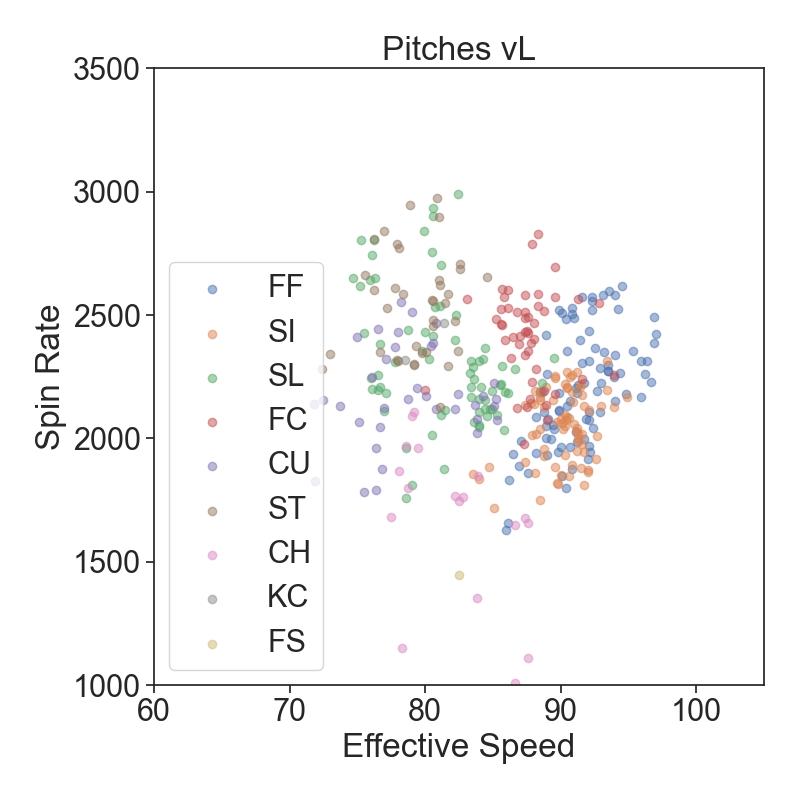 Pitches vL
3500
3000
2500
2000
1500
1000
Spin Rate
FF
SI
SL
FC
CU
ST
CH
KC
FS
60 70 80 90 100
Effective Speed